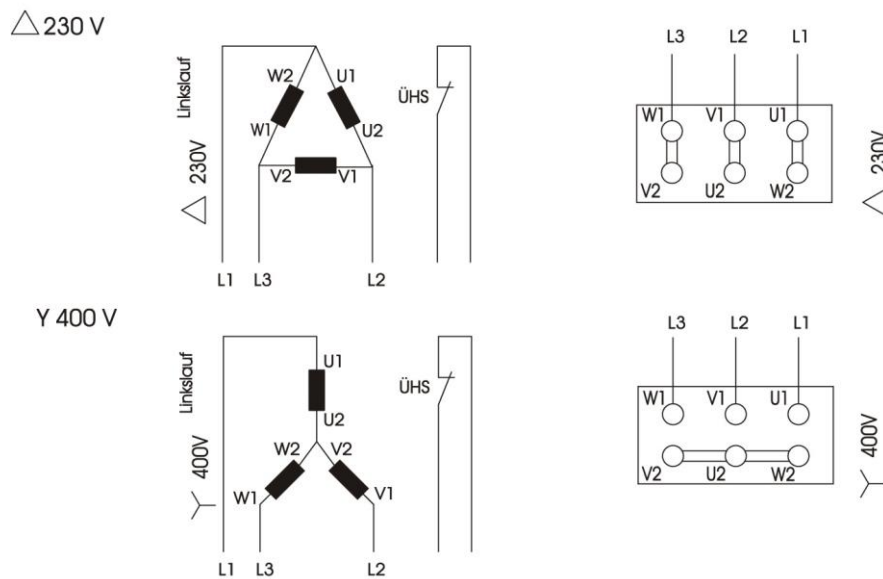 △ 230 V
Linkslauf
△ 230V
W2 U1
W1 U2
V2 V1
L1 L3 L2
ÜHS
L3 L2 L1
W1 V1 U1
V2 U2 W2
△ 230V
Y 400 V
Linkslauf
Y 400V
U1
U2
W2 V2
W1 V1
L1 L3 L2
ÜHS
L3 L2 L1
W1 V1 U1
V2 U2 W2
Y 400V